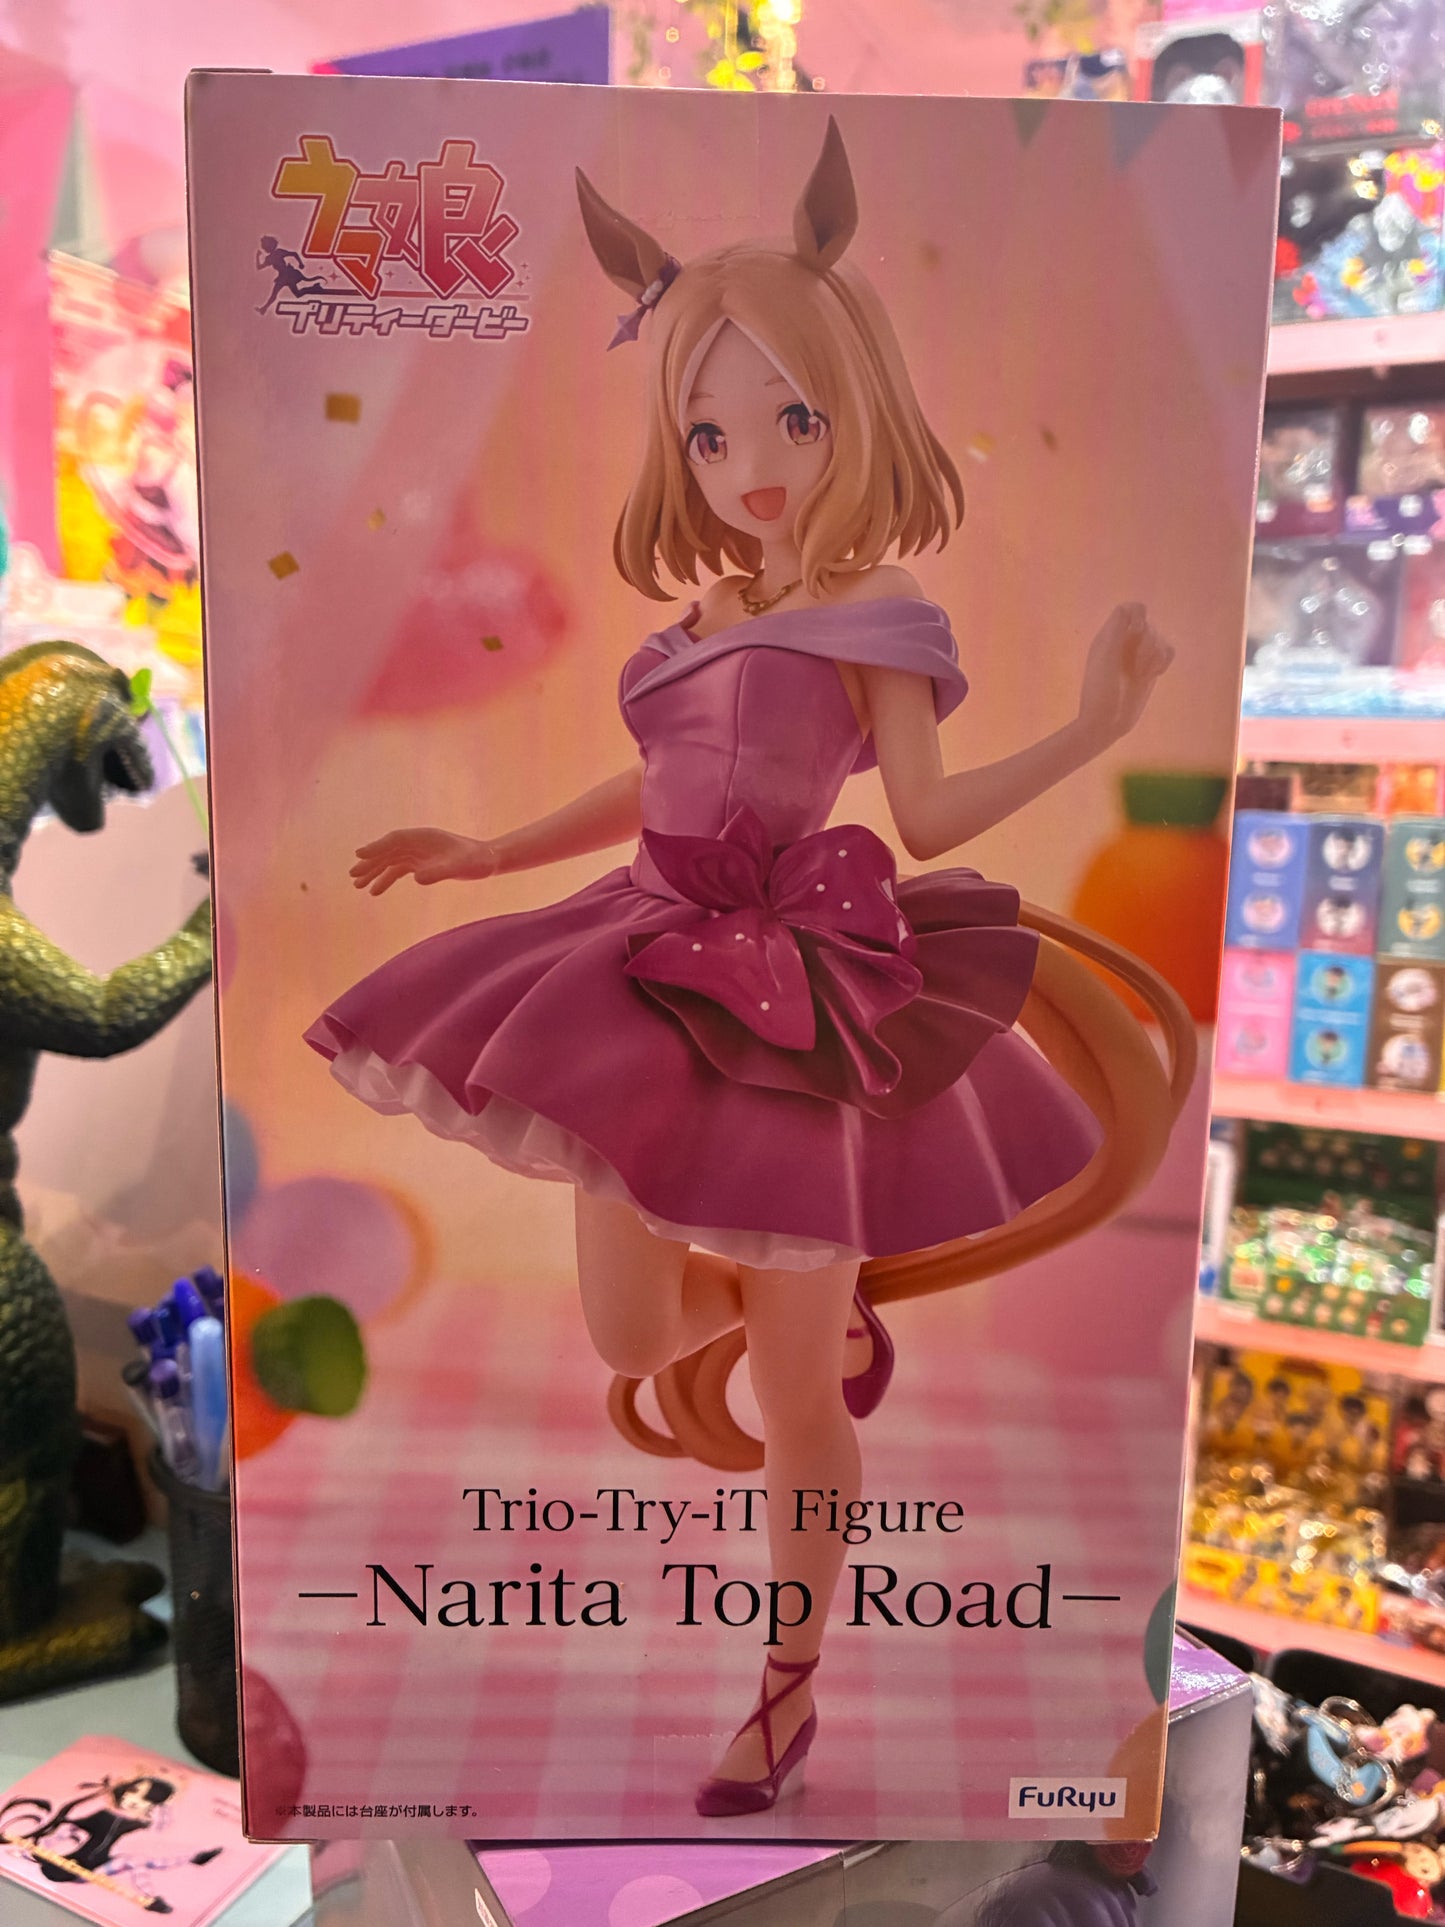 ウマ娘
プリティーダービー
Trio-Try-iT Figure
—Narita Top Road—
※本製品には台座が付属します。
FuRyu